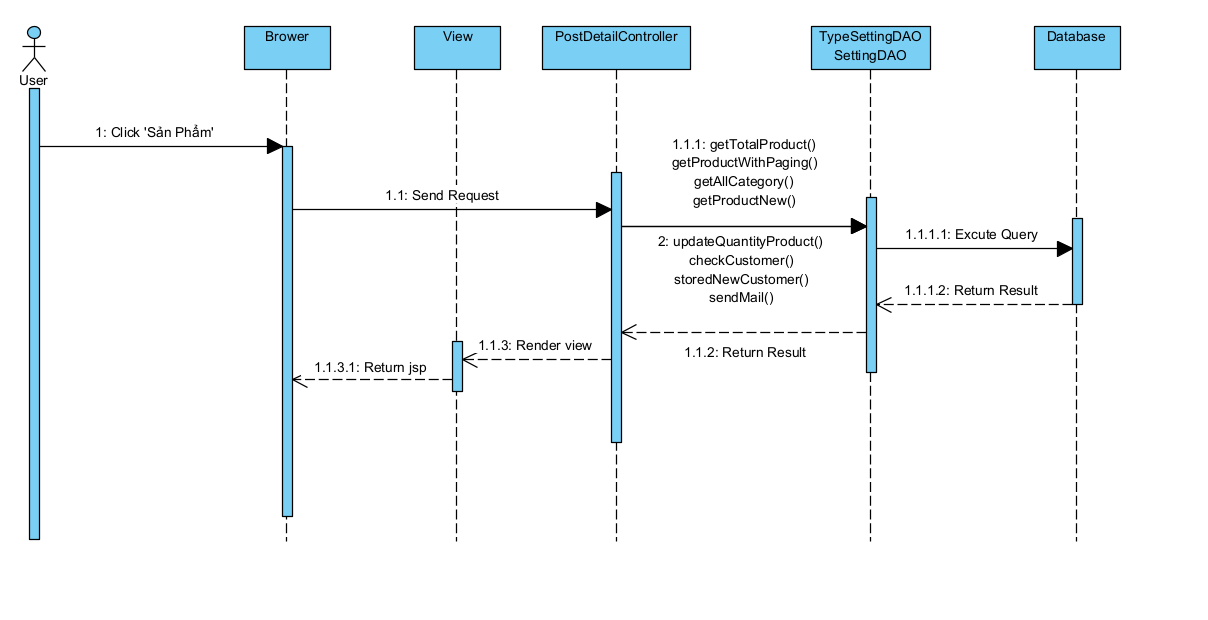 Brower
View
PostDetailController
TypeSettingDAO
SettingDAO
Database
User
1: Click 'Sản Phẩm'
1.1: Send Request
1.1.1: getTotalProduct()
getProductWithPaging()
getAllCategory()
getProductNew()
2: updateQuantityProduct()
checkCustomer()
storedNewCustomer()
sendMail()
1.1.1.1: Excute Query
1.1.1.2: Return Result
1.1.2: Return Result
1.1.3: Render view
1.1.3.1: Return jsp